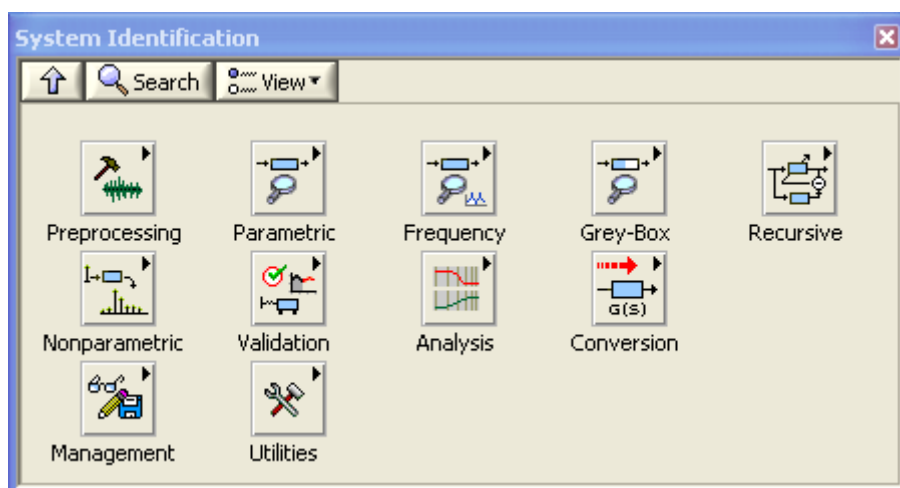 System Identification
Search View
Preprocessing Parametric Frequency Grey-Box Recursive
G(S)
Nonparametric Validation Analysis Conversion
Management Utilities